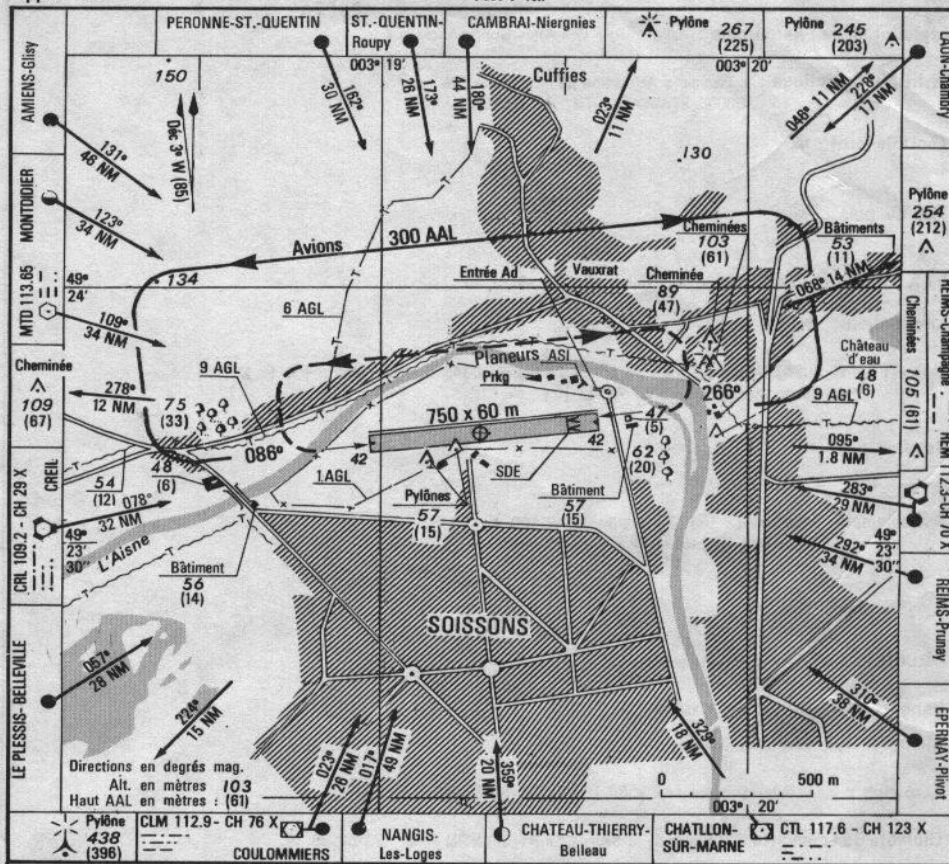 PERONNE-ST.-QUENTIN
ST.-QUENTIN-
Roupy
CAMBRAI-Niergnies
Pylône 267
(225)
Pylône 245
(203)
LAON-Chambry
AMIENS-Glisy
MONTDIDIER
MTD 113.65
003° 19'
003° 20'
150
Déc 3° W (85)
162°
30 NM
173°
26 NM
180°
44 NM
Cuffies
023°
11 NM
046° 11 NM
228°
17 NM
131°
46 NM
130
Pylône
254
(212)
123°
34 NM
Avions 300 AAL
Cheminées
103
(61)
Bâtiments
53
(11)
134
49°
24'
Entrée Ad
Vauxrat
Cheminée
89
(47)
068° 14 NM
6 AGL
109°
34 NM
Cheminées 105 (61)
Château
d'eau
48
(6)
9 AGL
Cheminée
109
(67)
278°
12 NM
9 AGL
Planeurs ASI
Prkg
266°
75
(33)
750 x 60 m
47
(5)
42
42
086°
62
(20)
095°
1.8 NM
48
(6)
54
(12)
1 AGL
SDE
CRL 109.2 - CH 29 X
CREIL
078°
32 NM
Pylônes
57
(15)
Bâtiment
57
(15)
283°
29 NM
49°
23'
30"
L'Aisne
49°
23'
30"
292°
34 NM
REIMS-Prunay
Bâtiment
56
(14)
SOISSONS
LE PLESSIS-BELLEVILLE
067°
28 NM
224°
15 NM
310°
38 NM
EPERNAY-Plivot
023°
26 NM
017°
49 NM
359°
20 NM
329°
18 NM
Directions en degrés mag.
Alt. en mètres 103
Haut AAL en mètres : (61)
0 500 m
003° 20'
Pylône
438
(396)
CLM 112.9 - CH 76 X
COULOMMIERS
NANGIS-
Les-Loges
CHATEAU-THIERRY-
Belleau
CHATLLON-
SUR-MARNE
CTL 117.6 - CH 123 X